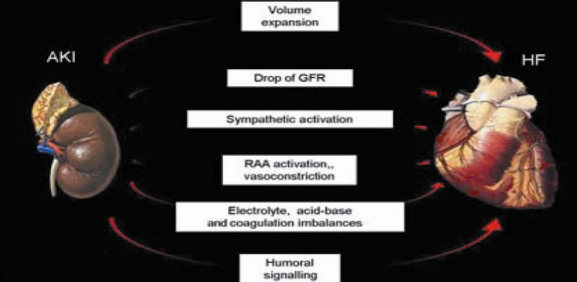 Volume
expansion
AKI
HF
Drop of GFR
Sympathetic activation
RAA activation,,
vasoconstriction
Electrolyte, acid-base
and coagulation imbalances
Humoral
signalling